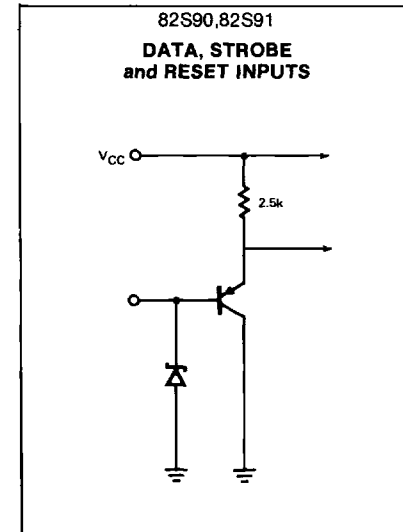 82S90,82S91
DATA, STROBE
and RESET INPUTS
VCC
2.5k